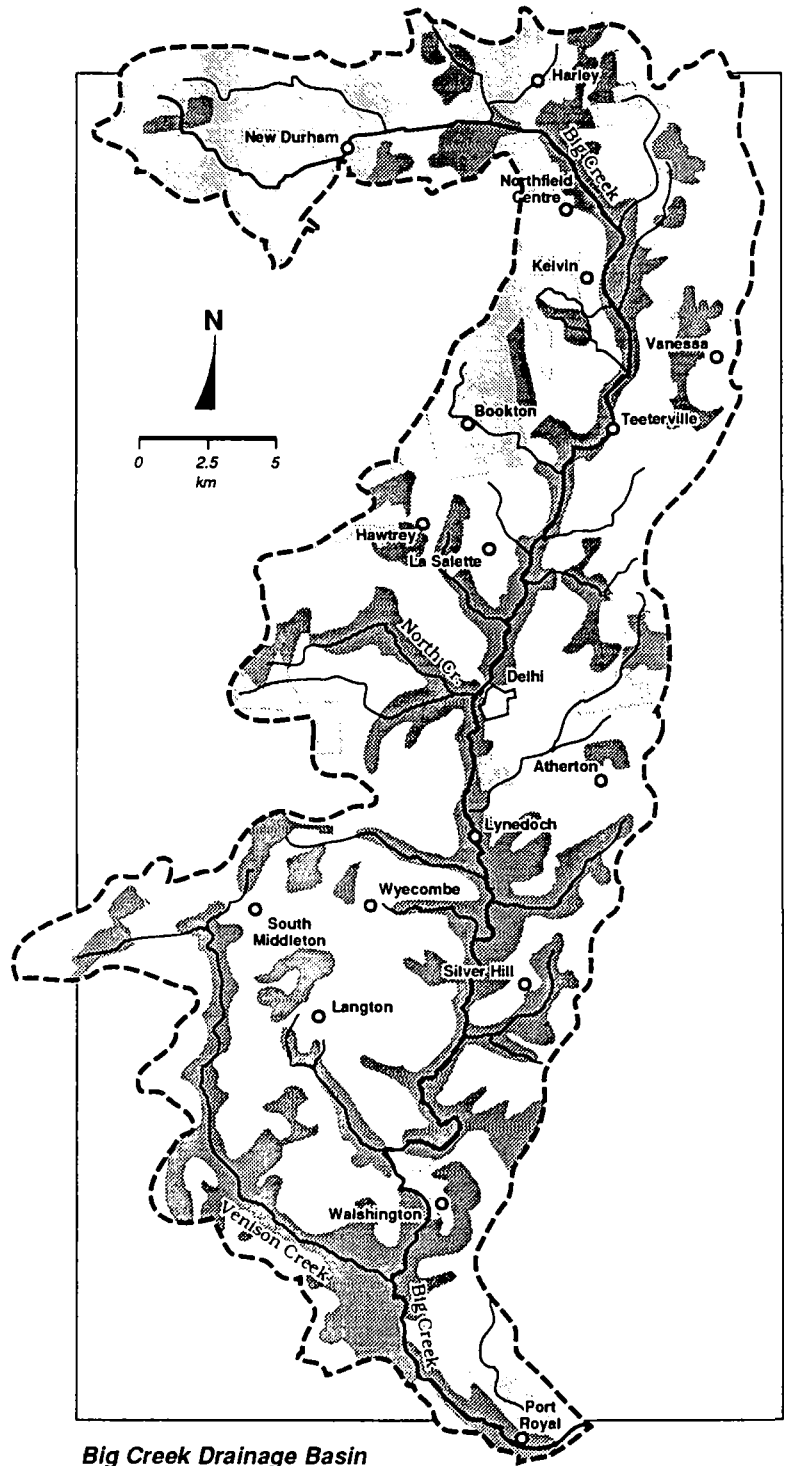 Harley
New Durham
Big Creek
Northfield
Centre
Kelvin
N
Vanessa
Bookton
Teeterville
0 2.5 5
km
Hawtrey
La Salette
North Cr.
Delhi
Atherton
Lynedoch
Wyecombe
South
Middleton
Silver Hill
Langton
Walshington
Venison Creek
Big Creek
Port
Royal
Big Creek Drainage Basin